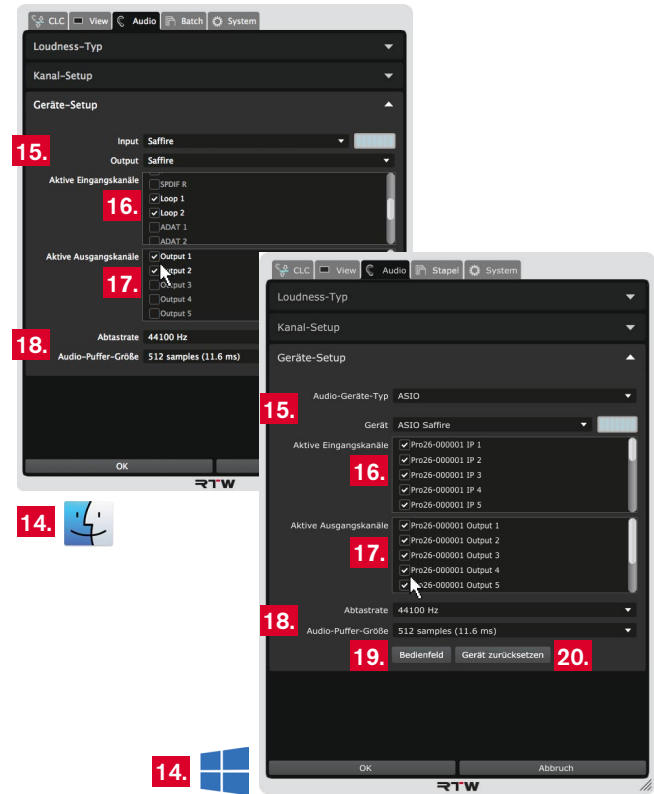 CLC View Audio Batch System
Loudness-Typ
Kanal-Setup
Geräte-Setup
15.
Input Saffire
Output Saffire
Aktive Eingangskanäle
SPDIF R
16.
Loop 1
Loop 2
ADAT 1
ADAT 2
Aktive Ausgangskanäle
Output 1
Output 2
17.
Output 3
Output 4
Output 5
18.
Abtastrate 44100 Hz
Audio-Puffer-Größe 512 samples (11.6 ms)
OK
RTW
14.
CLC View Audio Stapel System
Loudness-Typ
Kanal-Setup
Geräte-Setup
Audio-Geräte-Typ ASIO
15.
Gerät ASIO Saffire
Aktive Eingangskanäle
Pro26-000001 IP 1
Pro26-000001 IP 2
16.
Pro26-000001 IP 3
Pro26-000001 IP 4
Pro26-000001 IP 5
Aktive Ausgangskanäle
Pro26-000001 Output 1
Pro26-000001 Output 2
17.
Pro26-000001 Output 3
Pro26-000001 Output 4
Pro26-000001 Output 5
18.
Abtastrate 44100 Hz
Audio-Puffer-Größe 512 samples (11.6 ms)
19.
Bedienfeld Gerät zurücksetzen
20.
14.
OK Abbruch
RTW